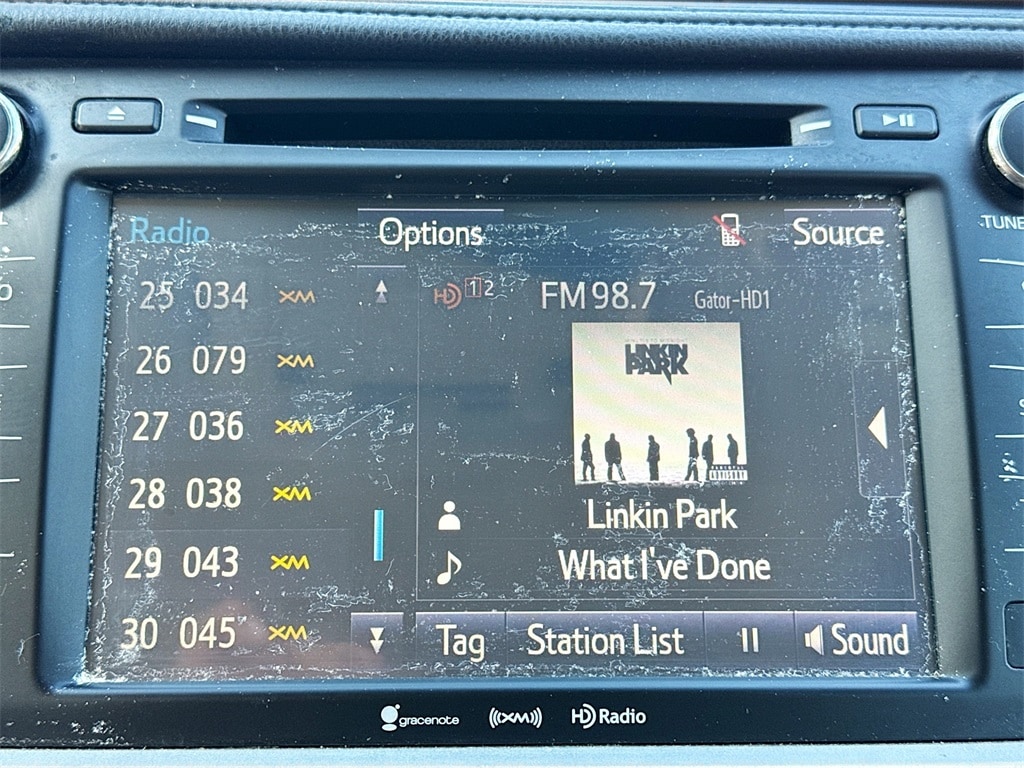 TUNE
Radio
Options
Source
25 034 XM
26 079 XM
27 036 XM
28 038 XM
29 043 XM
30 045 XM
HD 1 2
FM 98.7 Gator-HD1
LINKIN
PARK
PARENTAL
ADVISORY
Linkin Park
What I've Done
Tag
Station List
Sound
gracenote
((XM))
HD Radio